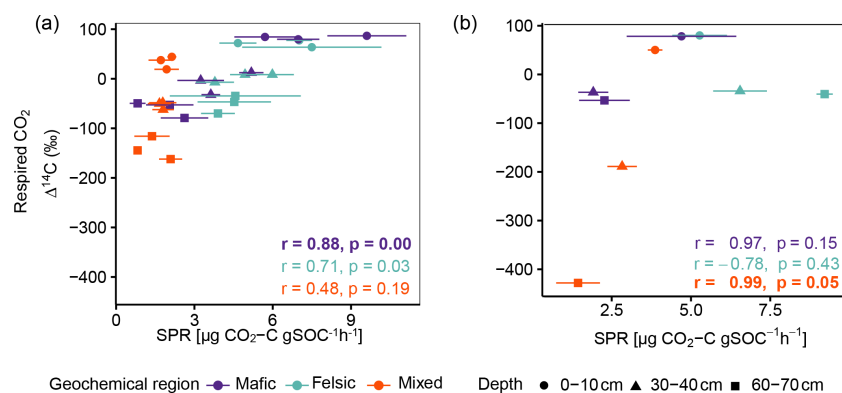 (a)
(b)
Respired CO₂
Δ¹⁴C (‰)
100
0
−100
−200
−300
−400
r = 0.88, p = 0.00
r = 0.71, p = 0.03
r = 0.48, p = 0.19
0 3 6 9
SPR [µg CO₂−C gSOC⁻¹h⁻¹]
100
0
−100
−200
−300
−400
r = 0.97, p = 0.15
r = −0.78, p = 0.43
r = 0.99, p = 0.05
2.5 5.0 7.5
SPR [µg CO₂−C gSOC⁻¹h⁻¹]
Geochemical region Mafic Felsic Mixed Depth 0−10 cm 30−40 cm 60−70 cm